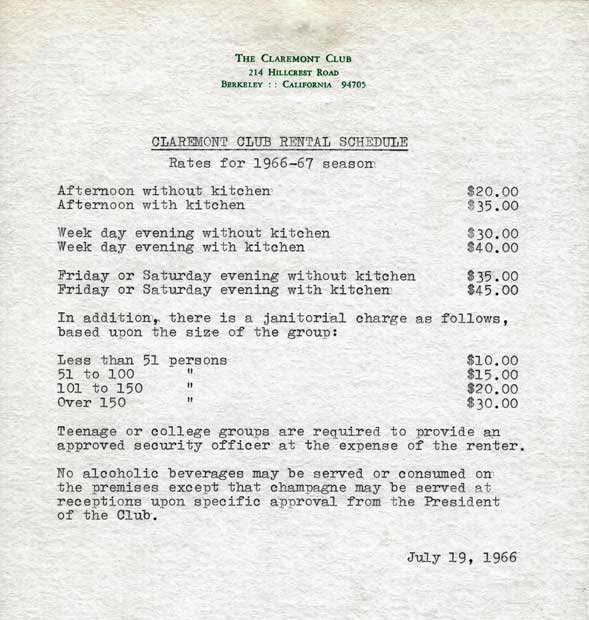 The Claremont Club
214 Hillcrest Road
Berkeley : : California 94705
CLAREMONT CLUB RENTAL SCHEDULE
Rates for 1966-67 season
Afternoon without kitchen $20.00
Afternoon with kitchen $35.00
Week day evening without kitchen $30.00
Week day evening with kitchen $40.00
Friday or Saturday evening without kitchen $35.00
Friday or Saturday evening with kitchen $45.00
In addition, there is a janitorial charge as follows,
based upon the size of the group:
Less than 51 persons $10.00
51 to 100 " $15.00
101 to 150 " $20.00
Over 150 " $30.00
Teenage or college groups are required to provide an
approved security officer at the expense of the renter.
No alcoholic beverages may be served or consumed on
the premises except that champagne may be served at
receptions upon specific approval from the President
of the Club.
July 19, 1966